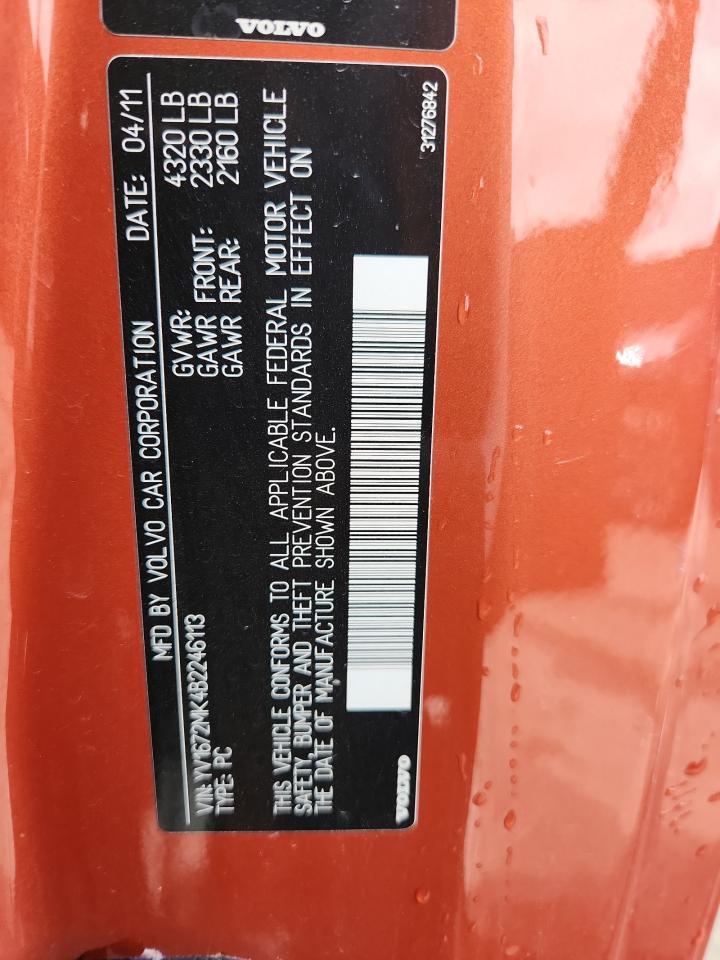 VOLVO
MFD BY VOLVO CAR CORPORATION DATE: 04/11
GVWR: 4320 LB
VIN: YV1672MK4B2246113 GAWR FRONT: 2330 LB
TYPE: PC GAWR REAR: 2160 LB
THIS VEHICLE CONFORMS TO ALL APPLICABLE FEDERAL MOTOR VEHICLE
SAFETY, BUMPER AND THEFT PREVENTION STANDARDS IN EFFECT ON
THE DATE OF MANUFACTURE SHOWN ABOVE.
VOLVO 31276842